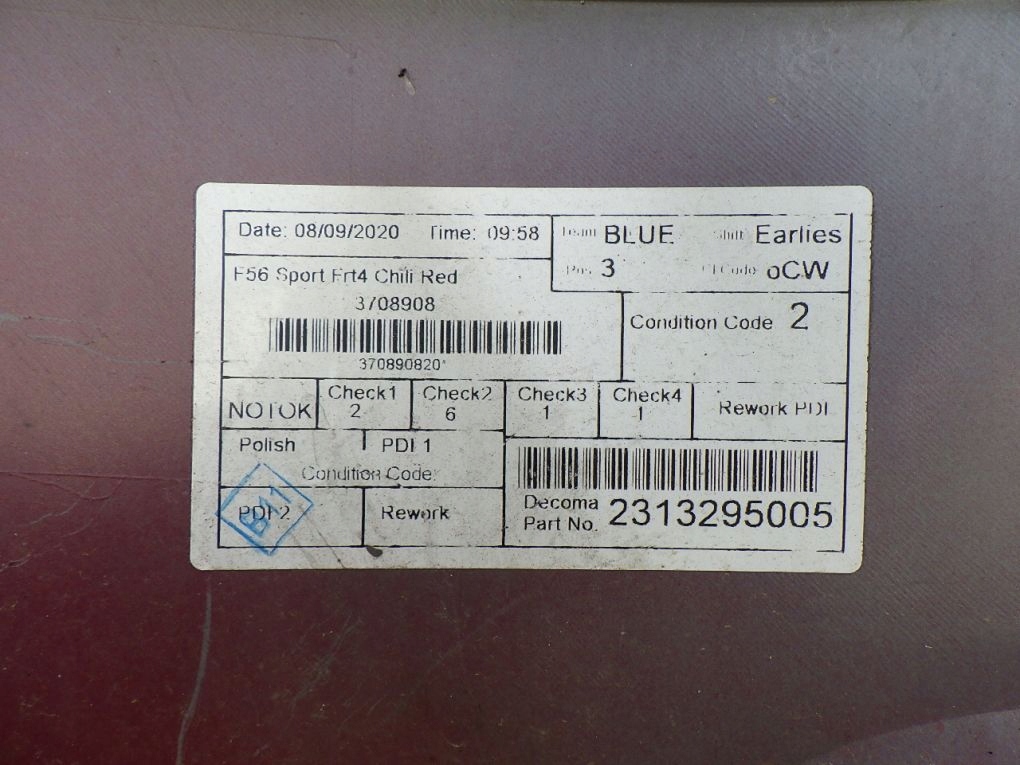 Date: 08/09/2020 Time: 09:58
Team BLUE Shift Earlies
Pos 3 Code oCW
F56 Sport Frt4 Chili Red
3708908
370890820*
Condition Code 2
NOTOK Check1 Check2 Check3 Check4 Rework PDI
2 6 1 1
Polish PDI 1
Condition Code:
PDI 2 Rework
B11
Decoma
Part No. 2313295005